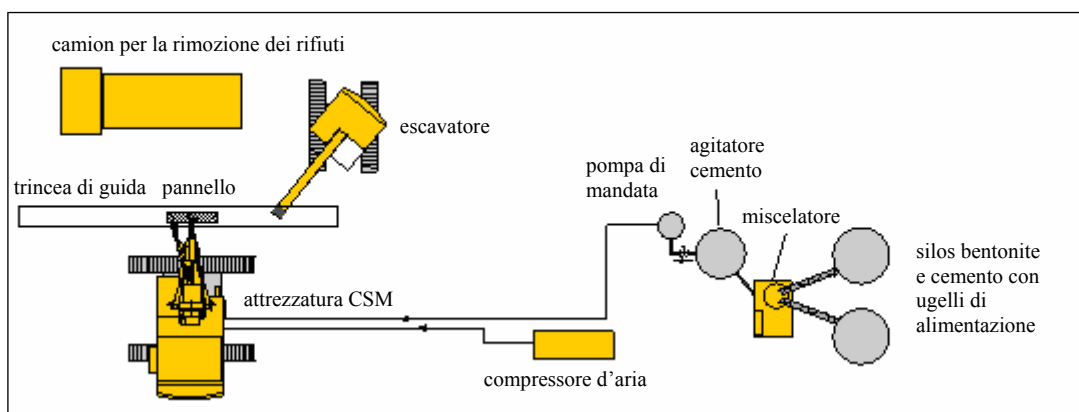 camion per la rimozione dei rifiuti
escavatore
trincea di guida
pannello
attrezzatura CSM
compressore d'aria
pompa di
mandata
agitatore
cemento
miscelatore
silos bentonite
e cemento con
ugelli di
alimentazione